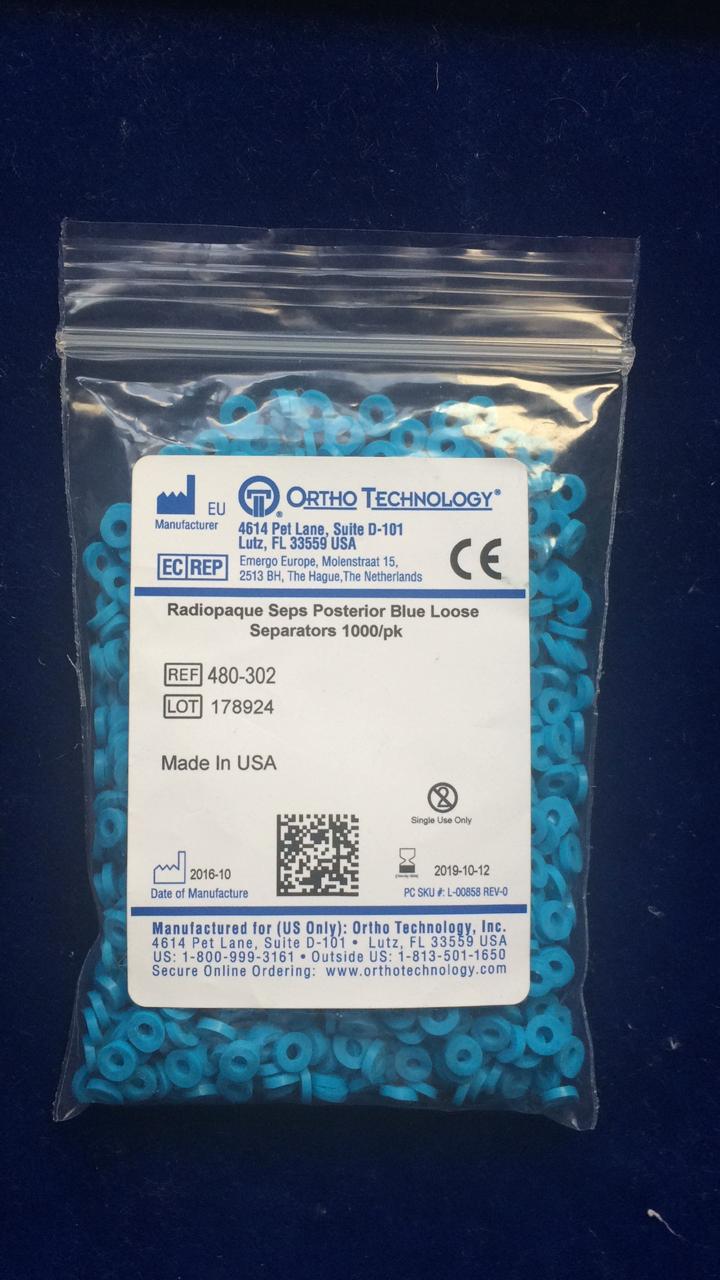 EU
Manufacturer
ORTHO TECHNOLOGY®
4614 Pet Lane, Suite D-101
Lutz, FL 33559 USA
EC REP
Emergo Europe, Molenstraat 15,
2513 BH, The Hague,The Netherlands
CE
Radiopaque Seps Posterior Blue Loose
Separators 1000/pk
REF 480-302
LOT 178924
Made In USA
Single Use Only
2016-10
Date of Manufacture
2019-10-12
PC SKU #: L-00858 REV-0
Manufactured for (US Only): Ortho Technology, Inc.
4614 Pet Lane, Suite D-101 • Lutz, FL 33559 USA
US: 1-800-999-3161 • Outside US: 1-813-501-1650
Secure Online Ordering: www.orthotechnology.com